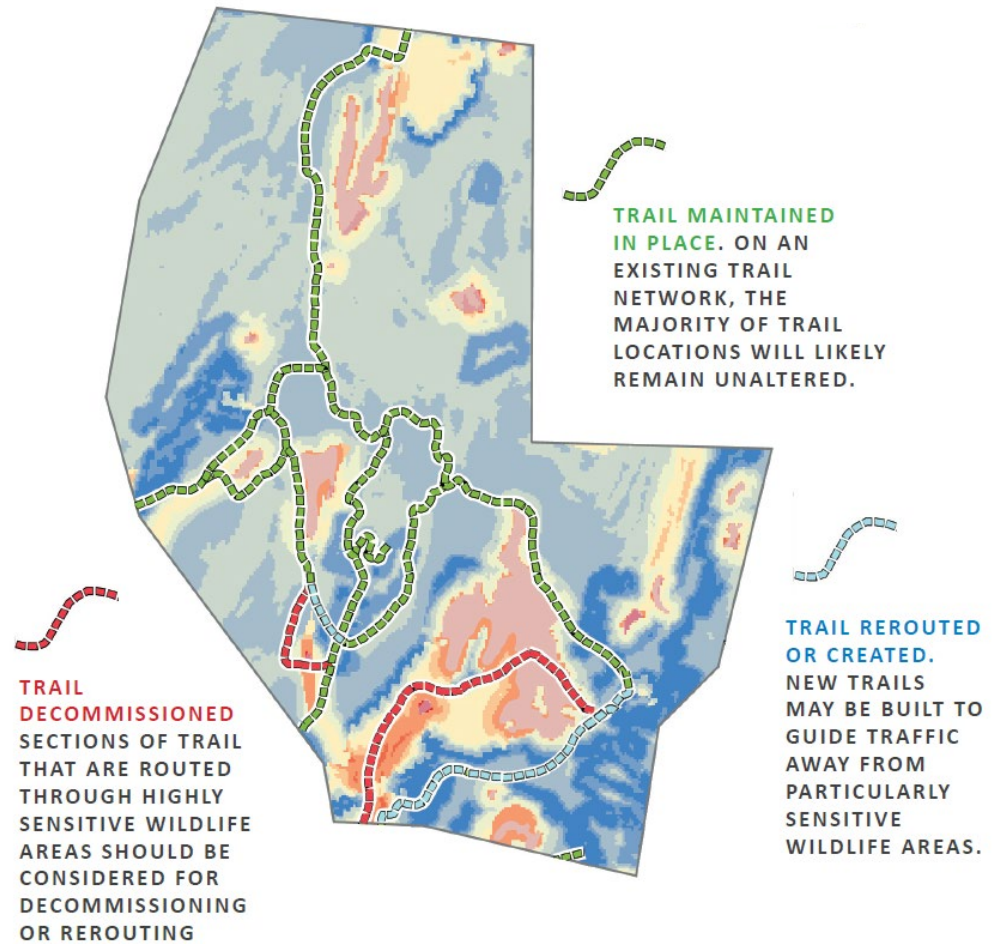 TRAIL MAINTAINED
IN PLACE. ON AN
EXISTING TRAIL
NETWORK, THE
MAJORITY OF TRAIL
LOCATIONS WILL LIKELY
REMAIN UNALTERED.
TRAIL REROUTED
OR CREATED.
NEW TRAILS
MAY BE BUILT TO
GUIDE TRAFFIC
AWAY FROM
PARTICULARLY
SENSITIVE
WILDLIFE AREAS.
TRAIL
DECOMMISSIONED
SECTIONS OF TRAIL
THAT ARE ROUTED
THROUGH HIGHLY
SENSITIVE WILDLIFE
AREAS SHOULD BE
CONSIDERED FOR
DECOMMISSIONING
OR REROUTING